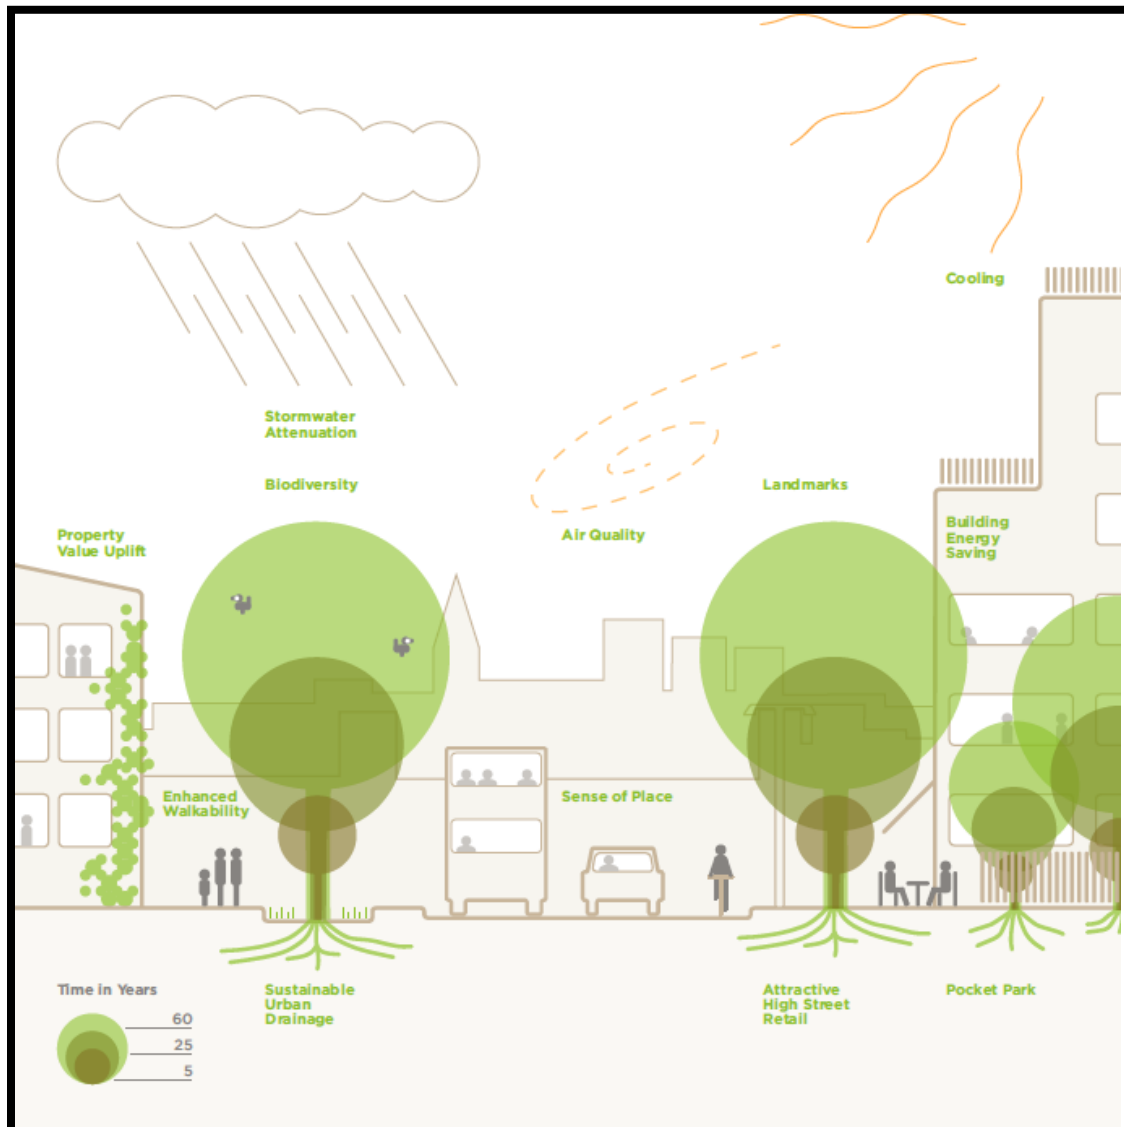 Cooling
Stormwater
Attenuation
Biodiversity
Landmarks
Property
Value Uplift
Air Quality
Building
Energy
Saving
Enhanced
Walkability
Sense of Place
Time in Years
60
25
5
Sustainable
Urban
Drainage
Attractive
High Street
Retail
Pocket Park